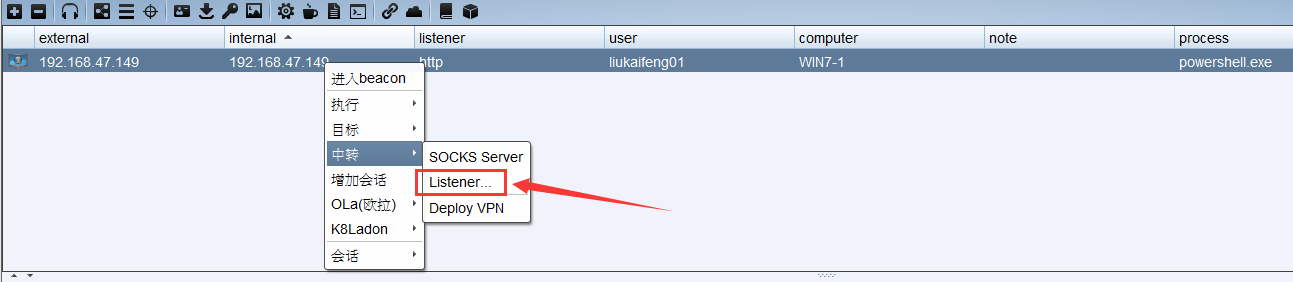 external internal listener user computer note process
192.168.47.149 192.168.47.149 http liukaifeng01 WIN7-1 powershell.exe
进入beacon
执行
目标
中转
增加会话
OLa(欧拉)
K8Ladon
会话
SOCKS Server
Listener...
Deploy VPN